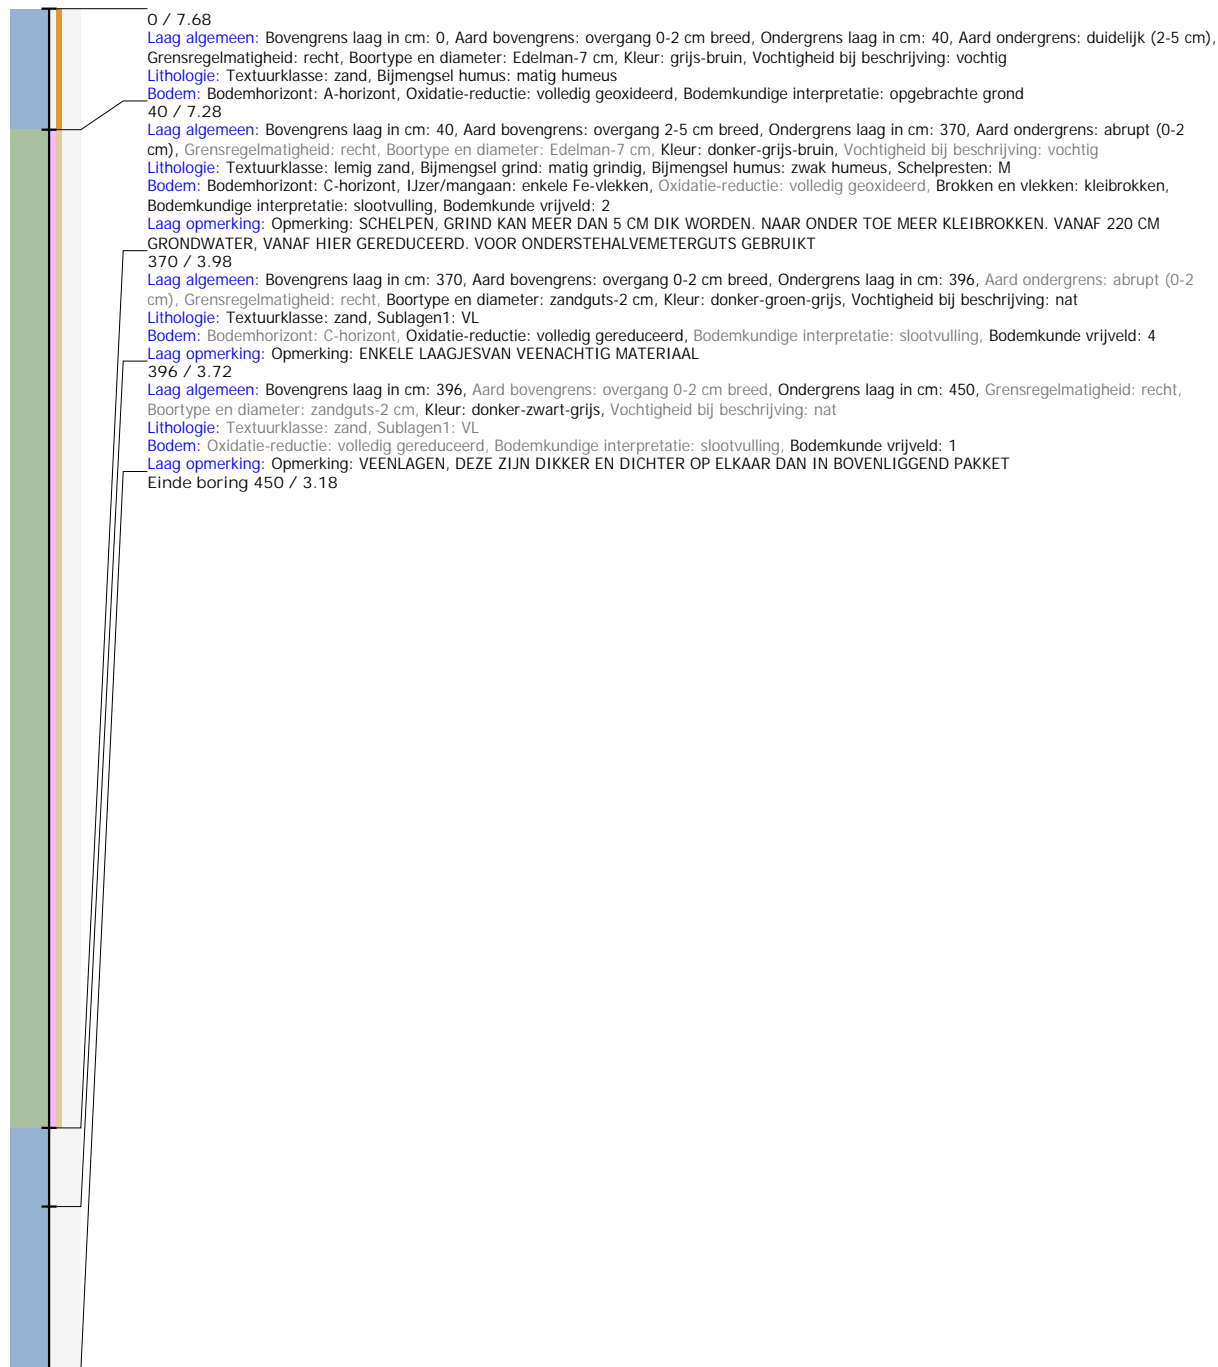 0 / 7.68
Laag algemeen: Bovengrens laag in cm: 0, Aard bovengrens: overgang 0-2 cm breed, Ondergrens laag in cm: 40, Aard ondergrens: duidelijk (2-5 cm),
Grensregelmatigheid: recht, Boortype en diameter: Edelman-7 cm, Kleur: grijs-bruin, Vochtigheid bij beschrijving: vochtig
Lithologie: Textuurklasse: zand, Bijmengsel humus: matig humeus
Bodem: Bodemhorizont: A-horizont, Oxidatie-reductie: volledig geoxideerd, Bodemkundige interpretatie: opgebrachte grond
40 / 7.28
Laag algemeen: Bovengrens laag in cm: 40, Aard bovengrens: overgang 2-5 cm breed, Ondergrens laag in cm: 370, Aard ondergrens: abrupt (0-2
cm), Grensregelmatigheid: recht, Boortype en diameter: Edelman-7 cm, Kleur: donker-grijs-bruin, Vochtigheid bij beschrijving: vochtig
Lithologie: Textuurklasse: lemig zand, Bijmengsel grind: matig grindig, Bijmengsel humus: zwak humeus, Schelpresten: M
Bodem: Bodemhorizont: C-horizont, IJzer/mangaan: enkele Fe-vlekken, Oxidatie-reductie: volledig geoxideerd, Brokken en vlekken: kleibrokken,
Bodemkundige interpretatie: slootvulling, Bodemkunde vrijveld: 2
Laag opmerking: Opmerking: SCHELPEN, GRIND KAN MEER DAN 5 CM DIK WORDEN. NAAR ONDER TOE MEER KLEIBROKKEN. VANAF 220 CM
GRONDWATER, VANAF HIER GEREDUCEERD. VOOR ONDERSTEHALVEMETERGUTS GEBRUIKT
370 / 3.98
Laag algemeen: Bovengrens laag in cm: 370, Aard bovengrens: overgang 0-2 cm breed, Ondergrens laag in cm: 396, Aard ondergrens: abrupt (0-2
cm), Grensregelmatigheid: recht, Boortype en diameter: zandguts-2 cm, Kleur: donker-groen-grijs, Vochtigheid bij beschrijving: nat
Lithologie: Textuurklasse: zand, Sublagen1: VL
Bodem: Bodemhorizont: C-horizont, Oxidatie-reductie: volledig gereduceerd, Bodemkundige interpretatie: slootvulling, Bodemkunde vrijveld: 4
Laag opmerking: Opmerking: ENKELE LAAGJESVAN VEENACHTIG MATERIAAL
396 / 3.72
Laag algemeen: Bovengrens laag in cm: 396, Aard bovengrens: overgang 0-2 cm breed, Ondergrens laag in cm: 450, Grensregelmatigheid: recht,
Boortype en diameter: zandguts-2 cm, Kleur: donker-zwart-grijs, Vochtigheid bij beschrijving: nat
Lithologie: Textuurklasse: zand, Sublagen1: VL
Bodem: Oxidatie-reductie: volledig gereduceerd, Bodemkundige interpretatie: slootvulling, Bodemkunde vrijveld: 1
Laag opmerking: Opmerking: VEENLAGEN, DEZE ZIJN DIKKER EN DICHTER OP ELKAAR DAN IN BOVENLIGGEND PAKKET
Einde boring 450 / 3.18